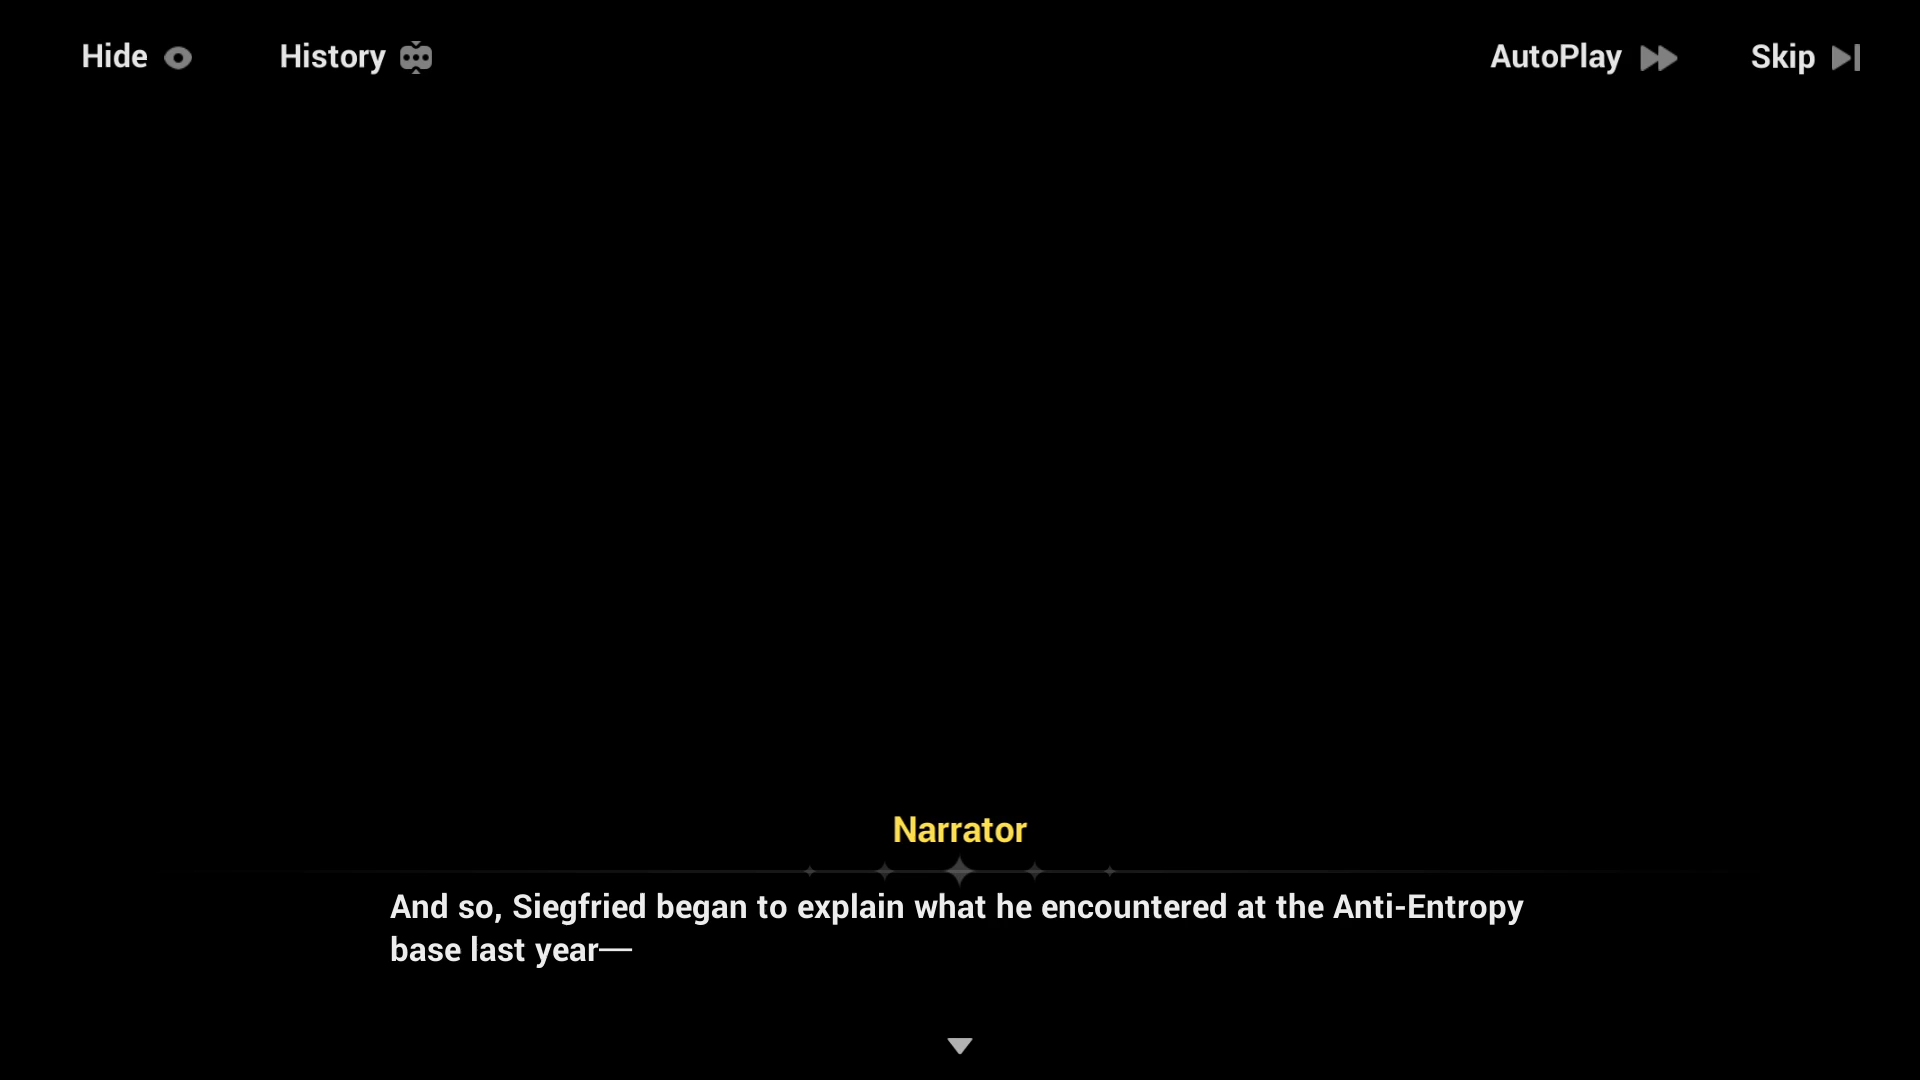 Hide
History
AutoPlay
Skip
Narrator
And so, Siegfried began to explain what he encountered at the Anti-Entropy
base last year—